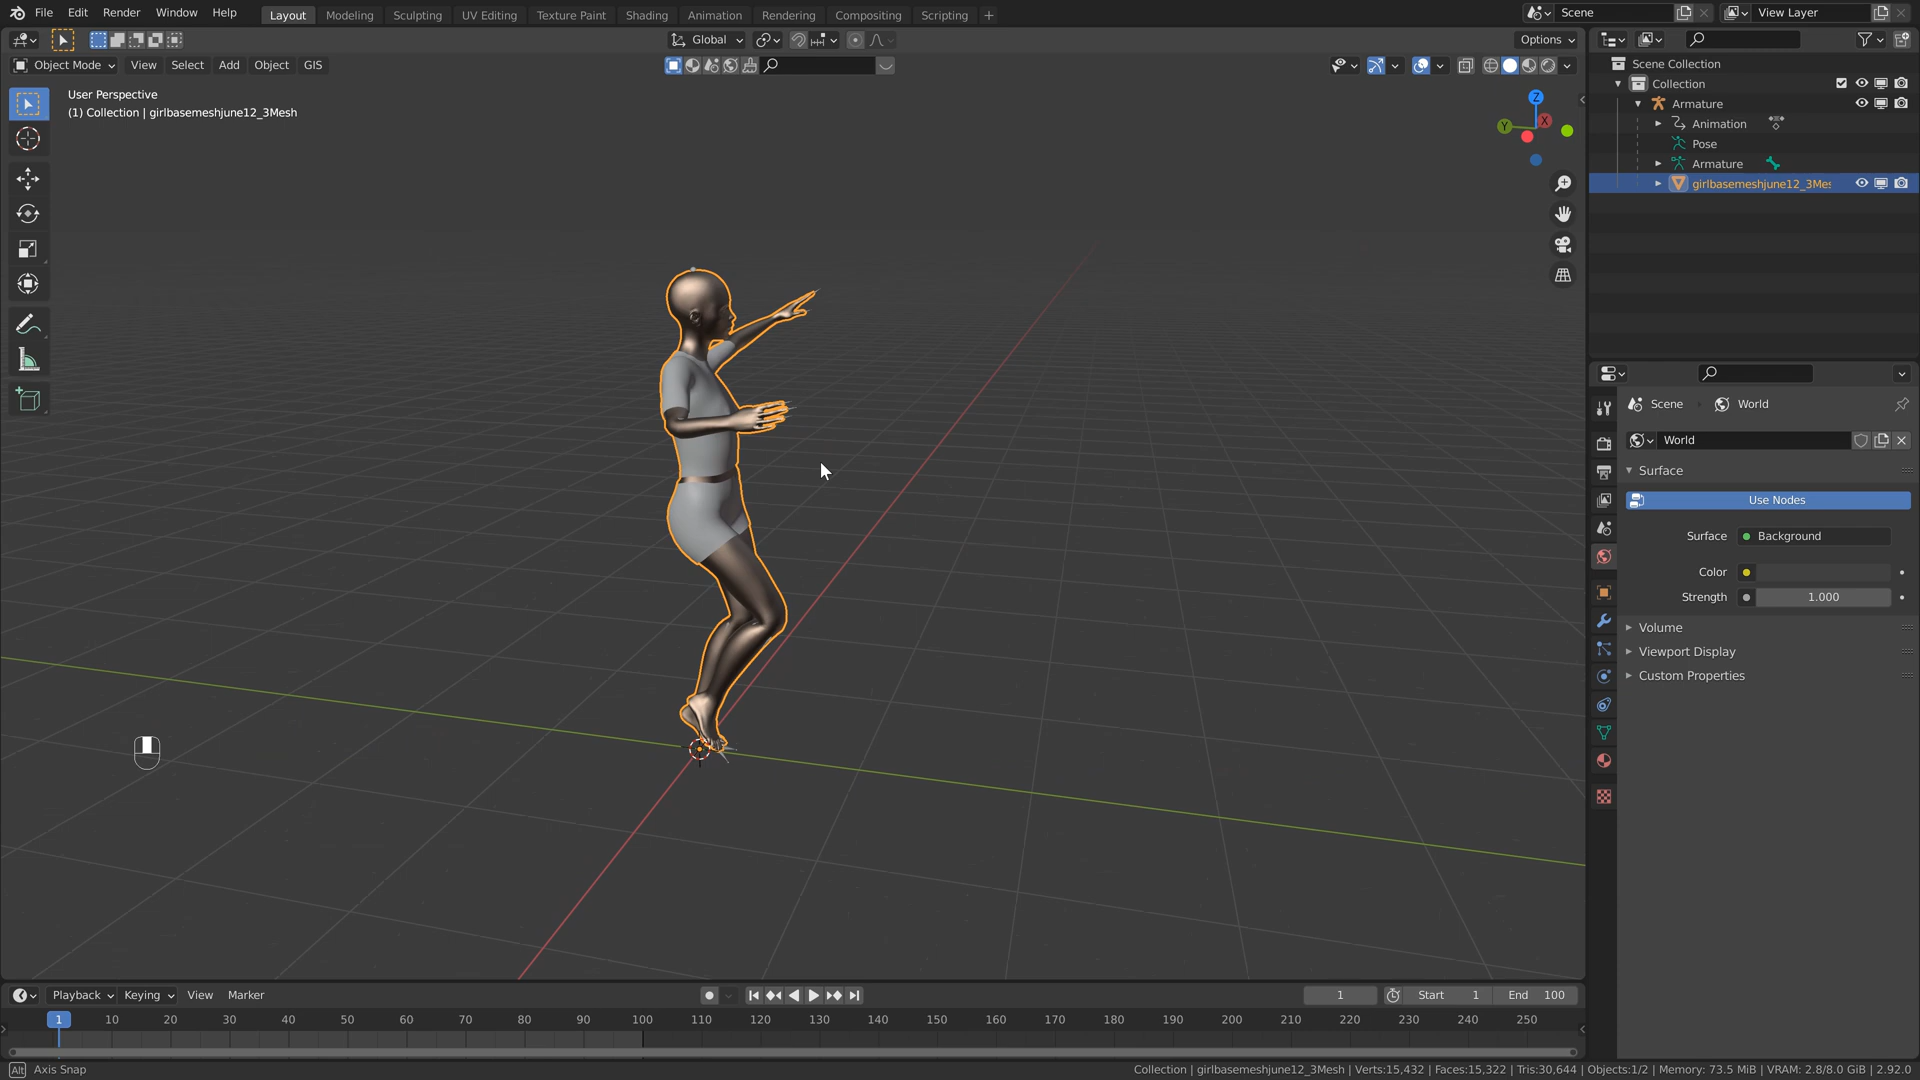 File Edit Render Window Help Layout Modeling Sculpting UV Editing Texture Paint Shading Animation Rendering Compositing Scripting + Scene View Layer
Global Options
Object Mode View Select Add Object GIS
User Perspective
(1) Collection | girlbasemeshjune12_3Mesh
Z
Y X
Scene Collection
Collection
Armature
Animation
Pose
Armature
girlbasemeshjune12_3Mes
Scene World
World
Surface
Use Nodes
Surface Background
Color
Strength 1.000
Volume
Viewport Display
Custom Properties
Playback Keying View Marker 1 Start 1 End 100
1 10 20 30 40 50 60 70 80 90 100 110 120 130 140 150 160 170 180 190 200 210 220 230 240 250
Alt Axis Snap Collection | girlbasemeshjune12_3Mesh | Verts:15,432 | Faces:15,322 | Tris:30,644 | Objects:1/2 | Memory: 73.5 MiB | VRAM: 2.8/8.0 GiB | 2.92.0